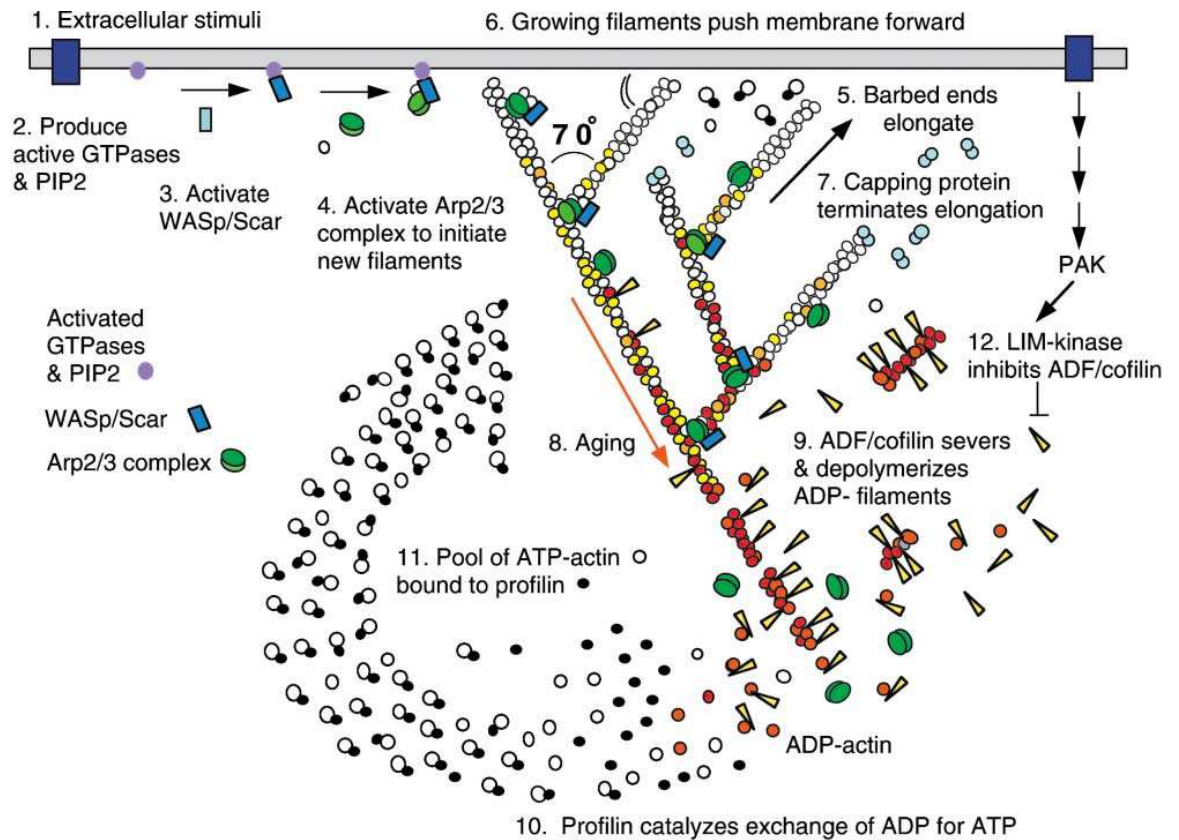 1. Extracellular stimuli
6. Growing filaments push membrane forward
2. Produce
active GTPases
& PIP2
3. Activate
WASp/Scar
4. Activate Arp2/3
complex to initiate
new filaments
70°
5. Barbed ends
elongate
7. Capping protein
terminates elongation
PAK
12. LIM-kinase
inhibits ADF/cofilin
Activated
GTPases
& PIP2
WASp/Scar
Arp2/3 complex
8. Aging
9. ADF/cofilin severs
& depolymerizes
ADP- filaments
11. Pool of ATP-actin
bound to profilin
ADP-actin
10. Profilin catalyzes exchange of ADP for ATP